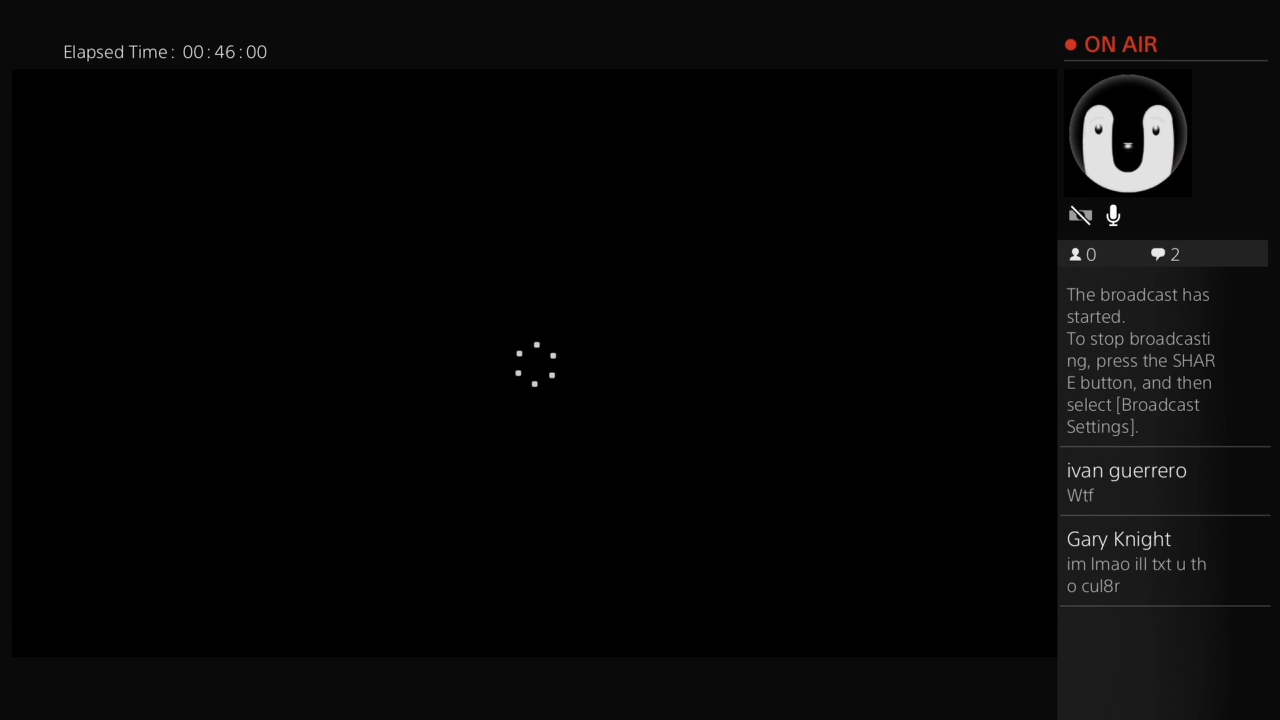 Elapsed Time: 00:46:00
ON AIR
0 2
The broadcast has
started.
To stop broadcasti
ng, press the SHAR
E button, and then
select [Broadcast
Settings].
ivan guerrero
Wtf
Gary Knight
im lmao ill txt u th
o cul8r